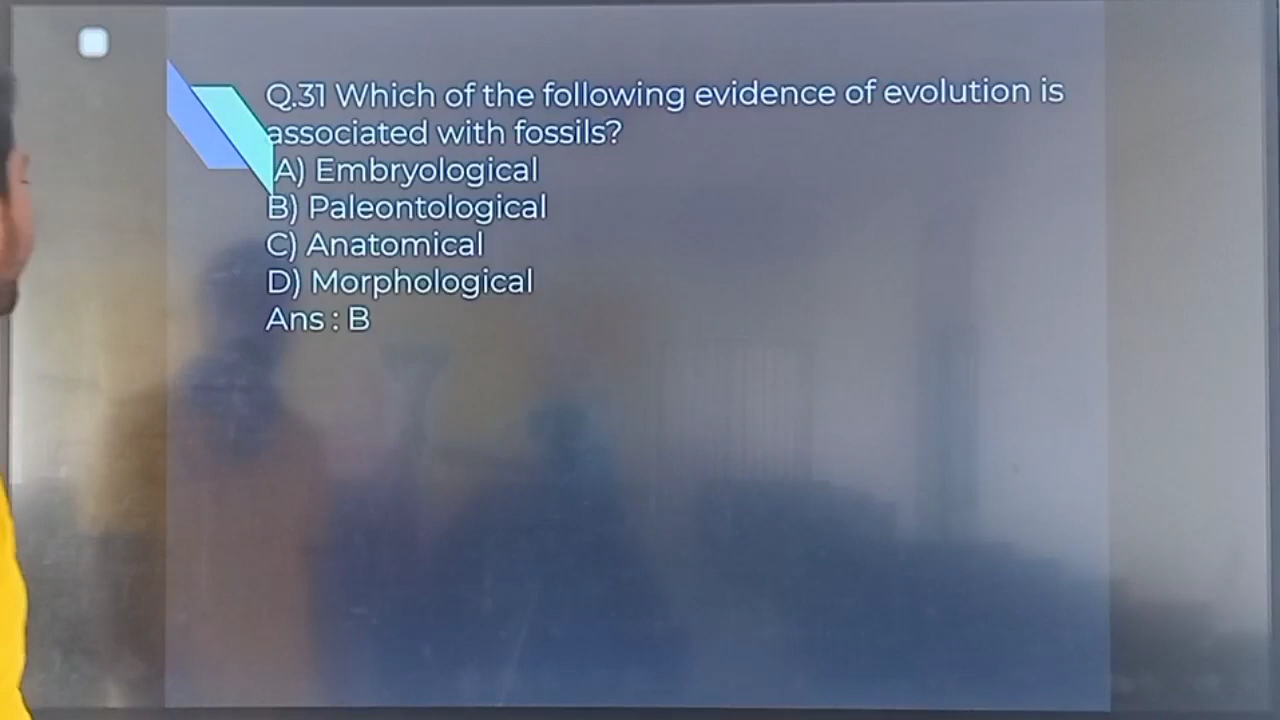 Q.31 Which of the following evidence of evolution is
associated with fossils?
A) Embryological
B) Paleontological
C) Anatomical
D) Morphological
Ans : B